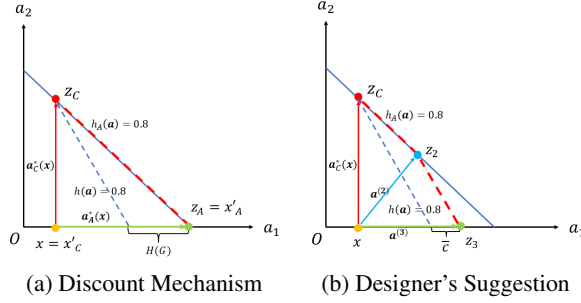 a₂
z_C
h_A(a) = 0.8
a*_C(x)
h(a) = 0.8
a*_A(x)
z_A = x'_A
O
x = x'_C
H(G)
a₁
(a) Discount Mechanism
a₂
z_C
h_A(a) = 0.8
z₂
a*_C(x)
a⁽²⁾
h(a) = 0.8
a⁽³⁾
O
x
c̅
z₃
a₁
(b) Designer's Suggestion